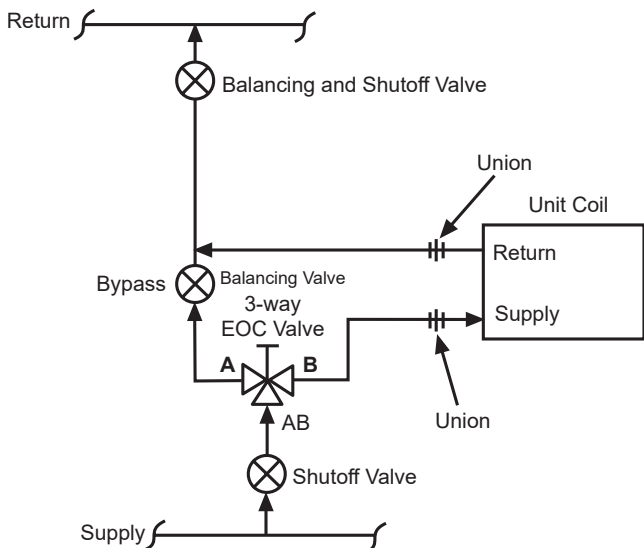 Return
Balancing and Shutoff Valve
Union
Unit Coil
Return
Bypass
Balancing Valve
3-way
EOC Valve
Supply
A
B
AB
Union
Shutoff Valve
Supply